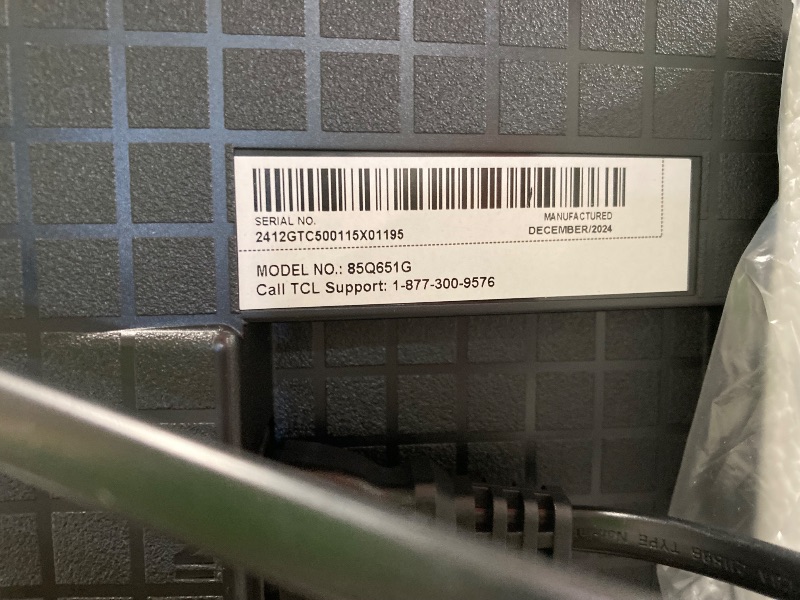 SERIAL NO.
2412GTC500115X01195
MANUFACTURED
DECEMBER/2024
MODEL NO.: 85Q651G
Call TCL Support: 1-877-300-9576